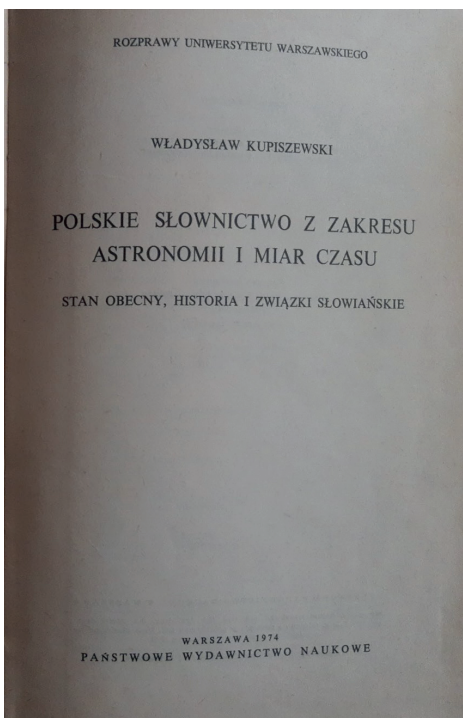 ROZPRAWY UNIWERSYTETU WARSZAWSKIEGO
WŁADYSŁAW KUPISZEWSKI
POLSKIE SŁOWNICTWO Z ZAKRESU
ASTRONOMII I MIAR CZASU
STAN OBECNY, HISTORIA I ZWIĄZKI SŁOWIAŃSKIE
WARSZAWA 1974
PAŃSTWOWE WYDAWNICTWO NAUKOWE